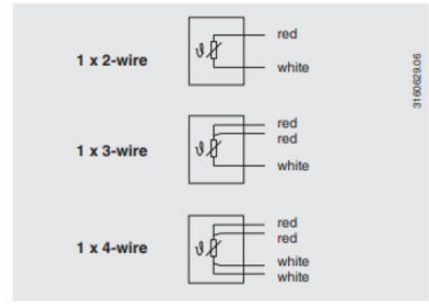 1 x 2-wire
ϑ
red
white
1 x 3-wire
ϑ
red
red
white
1 x 4-wire
ϑ
red
red
white
white
3160629.06